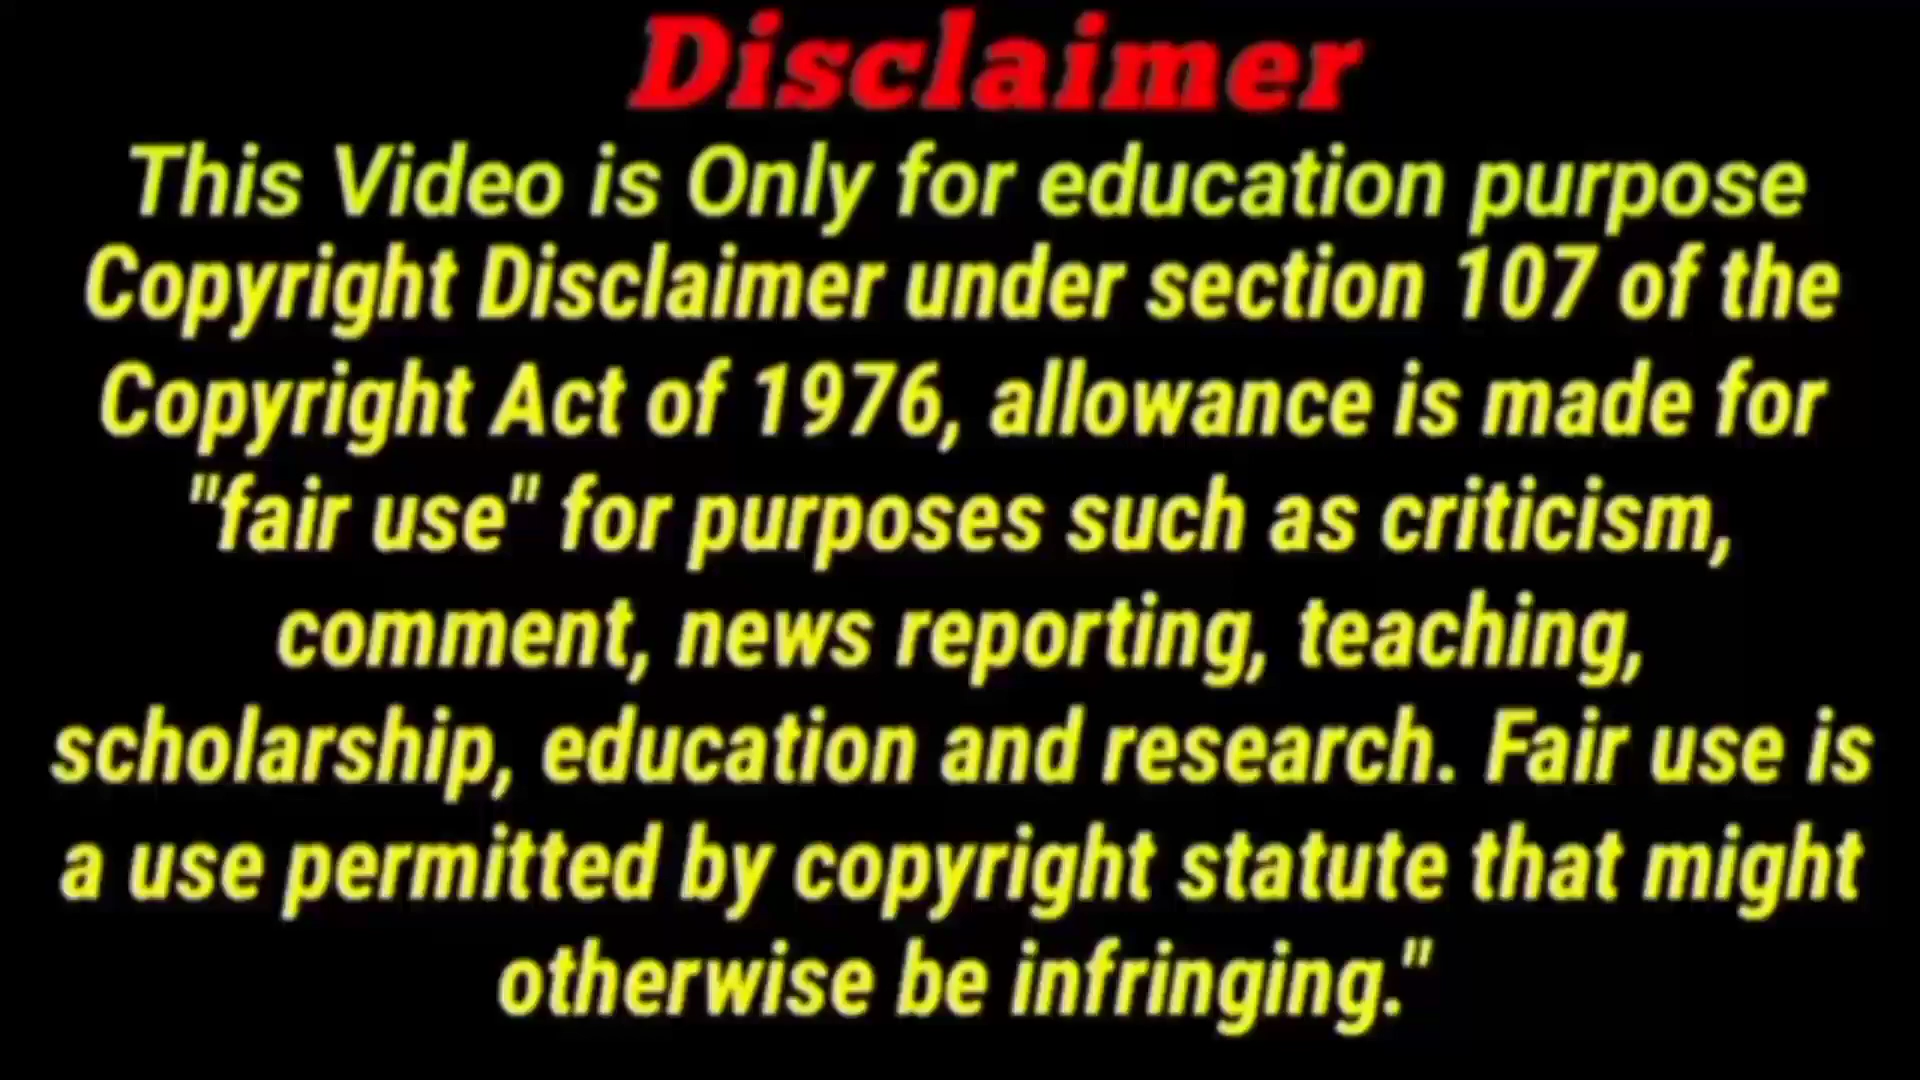 Disclaimer
This Video is Only for education purpose
Copyright Disclaimer under section 107 of the
Copyright Act of 1976, allowance is made for
"fair use" for purposes such as criticism,
comment, news reporting, teaching,
scholarship, education and research. Fair use is
a use permitted by copyright statute that might
otherwise be infringing."